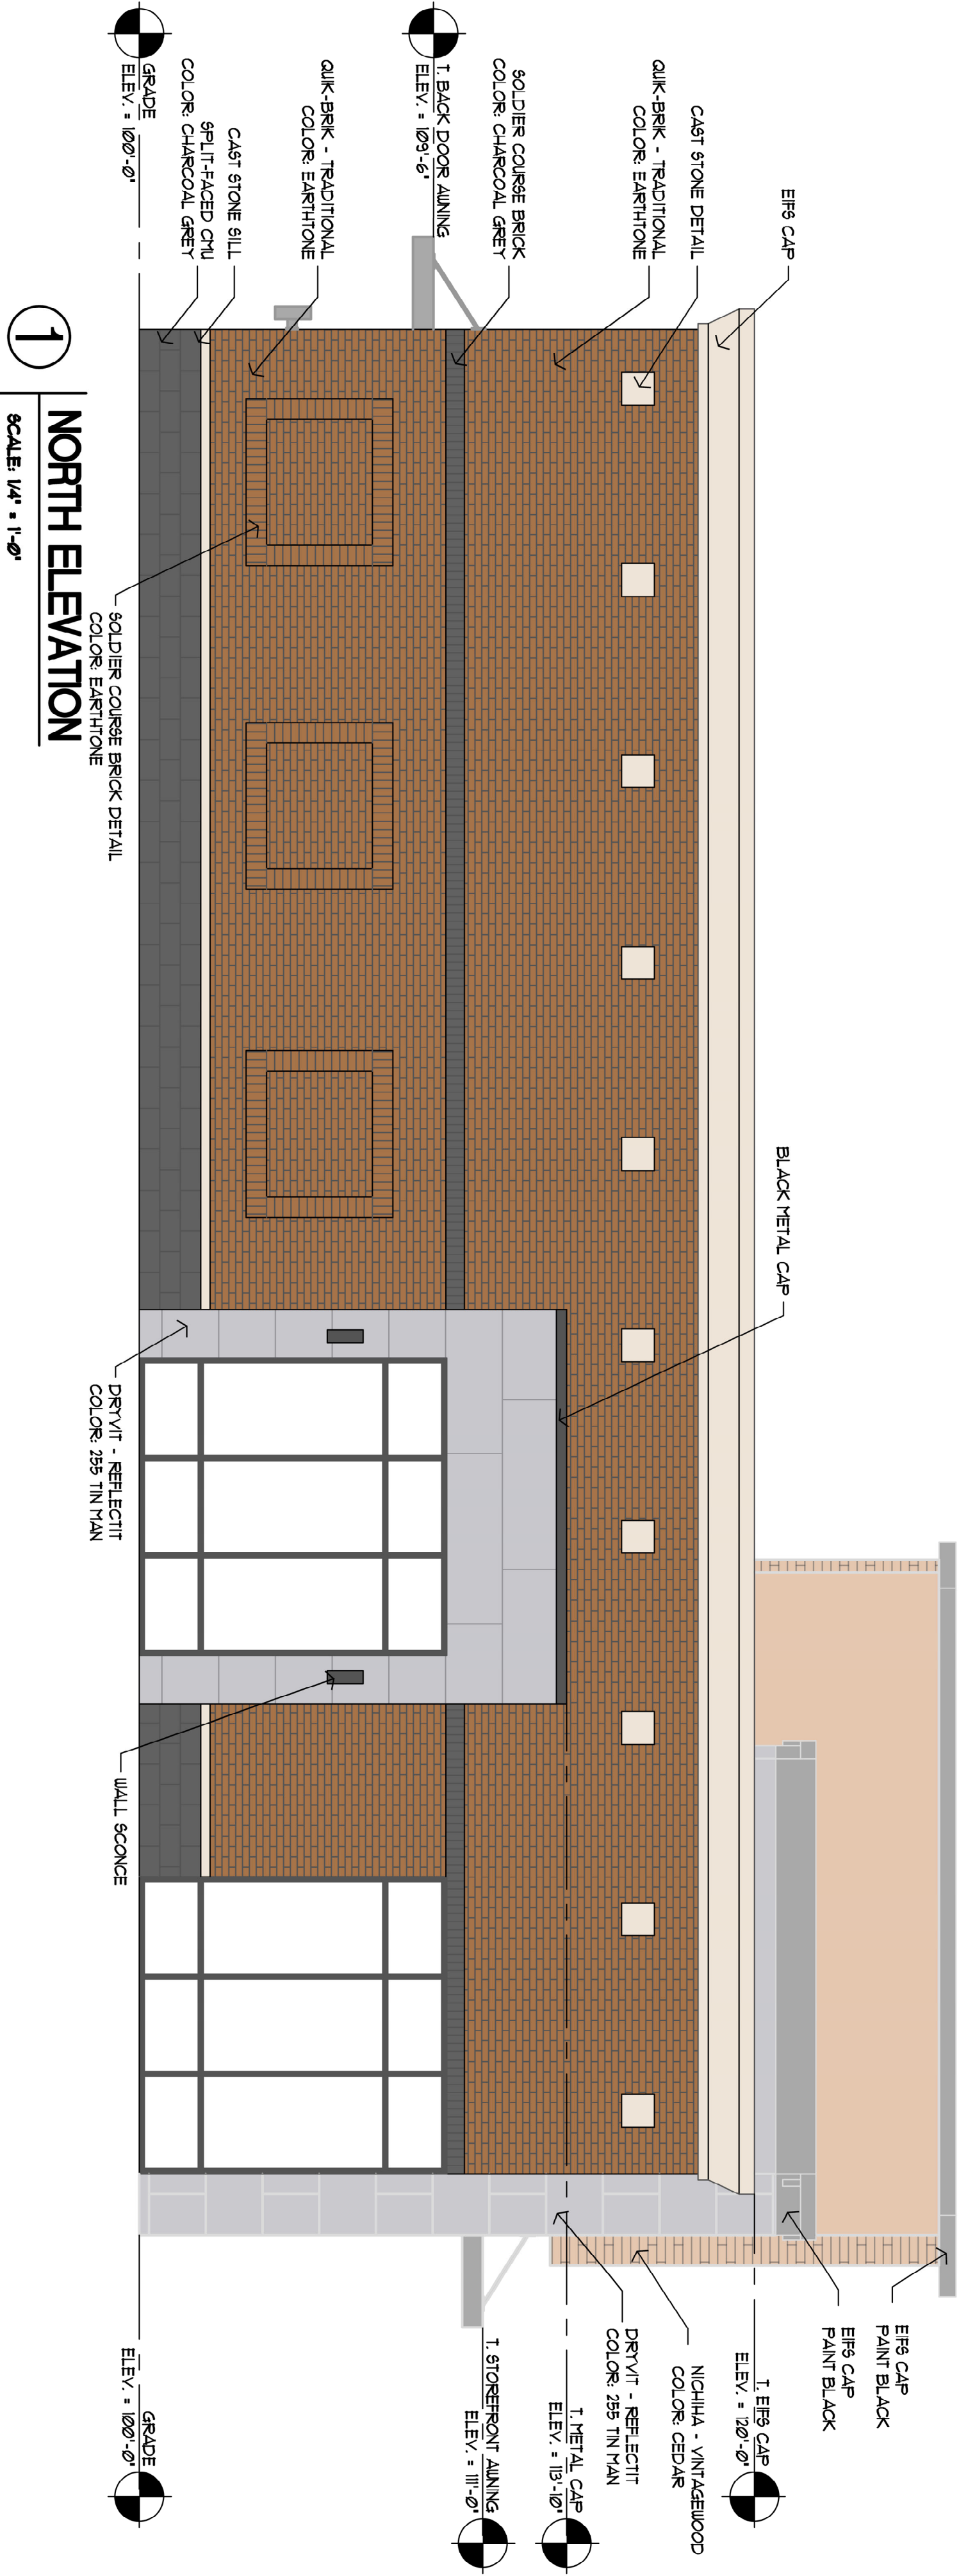 EIFS CAP
CAST STONE DETAIL
QUIK-BRIK - TRADITIONAL
COLOR: EARTHTONE
SOLDIER COURSE BRICK
COLOR: CHARCOAL GREY
T. BACK DOOR AWNING
ELEV. = 109'-6"
QUIK-BRIK - TRADITIONAL
COLOR: EARTHTONE
CAST STONE SILL
SPLIT-FACED CMU
COLOR: CHARCOAL GREY
GRADE
ELEV. = 100'-0"
BLACK METAL CAP
EIFS CAP
PAINT BLACK
EIFS CAP
PAINT BLACK
T. EIFS CAP
ELEV. = 120'-0"
NICHIHA - VINTAGEWOOD
COLOR: CEDAR
DRYVIT - REFLECTIT
COLOR: 255 TIN MAN
T. METAL CAP
ELEV. = 113'-10"
T. STOREFRONT AWNING
ELEV. = 111'-0"
GRADE
ELEV. = 100'-0"
SOLDIER COURSE BRICK DETAIL
COLOR: EARTHTONE
DRYVIT - REFLECTIT
COLOR: 255 TIN MAN
WALL SCONCE
1
NORTH ELEVATION
SCALE: 1/4" = 1'-0"